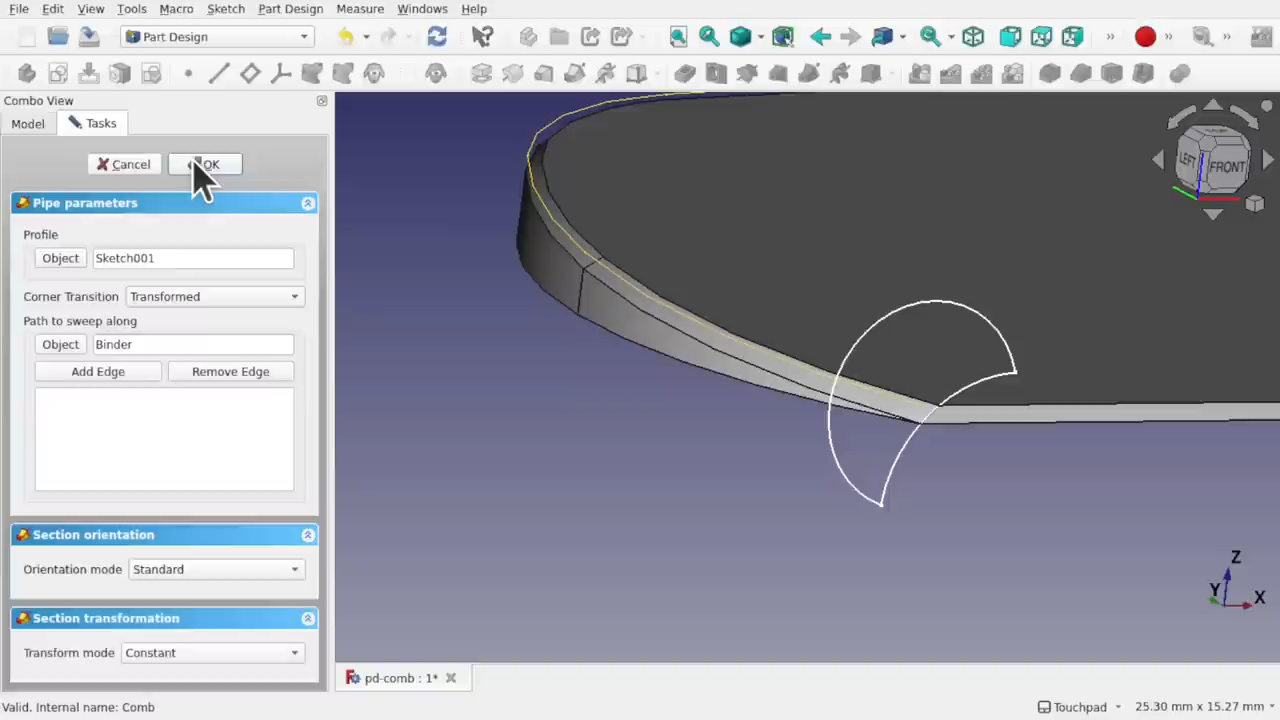 File Edit View Tools Macro Sketch Part Design Measure Windows Help
Part Design
Combo View
Model
Tasks
Cancel
OK
Pipe parameters
Profile
Object
Sketch001
Corner Transition
Transformed
Path to sweep along
Object
Binder
Add Edge
Remove Edge
Section orientation
Orientation mode
Standard
Section transformation
Transform mode
Constant
LEFT
FRONT
Z
Y
X
pd-comb : 1*
Valid, Internal name: Comb
Touchpad
25.30 mm x 15.27 mm